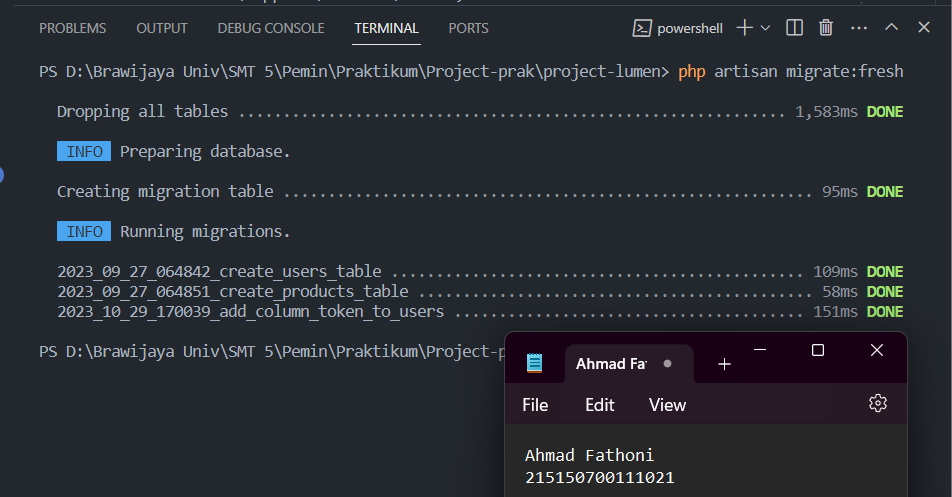 PROBLEMS OUTPUT DEBUG CONSOLE TERMINAL PORTS powershell
PS D:\Brawijaya Univ\SMT 5\Pemin\Praktikum\Project-prak\project-lumen> php artisan migrate:fresh
Dropping all tables ............................................................. 1,583ms DONE
INFO Preparing database.
Creating migration table ........................................................... 95ms DONE
INFO Running migrations.
2023_09_27_064842_create_users_table .............................................. 109ms DONE
2023_09_27_064851_create_products_table ............................................ 58ms DONE
2023_10_29_170039_add_column_token_to_users ....................................... 151ms DONE
PS D:\Brawijaya Univ\SMT 5\Pemin\Praktikum\Project-p
Ahmad Fat
File Edit View
Ahmad Fathoni
215150700111021